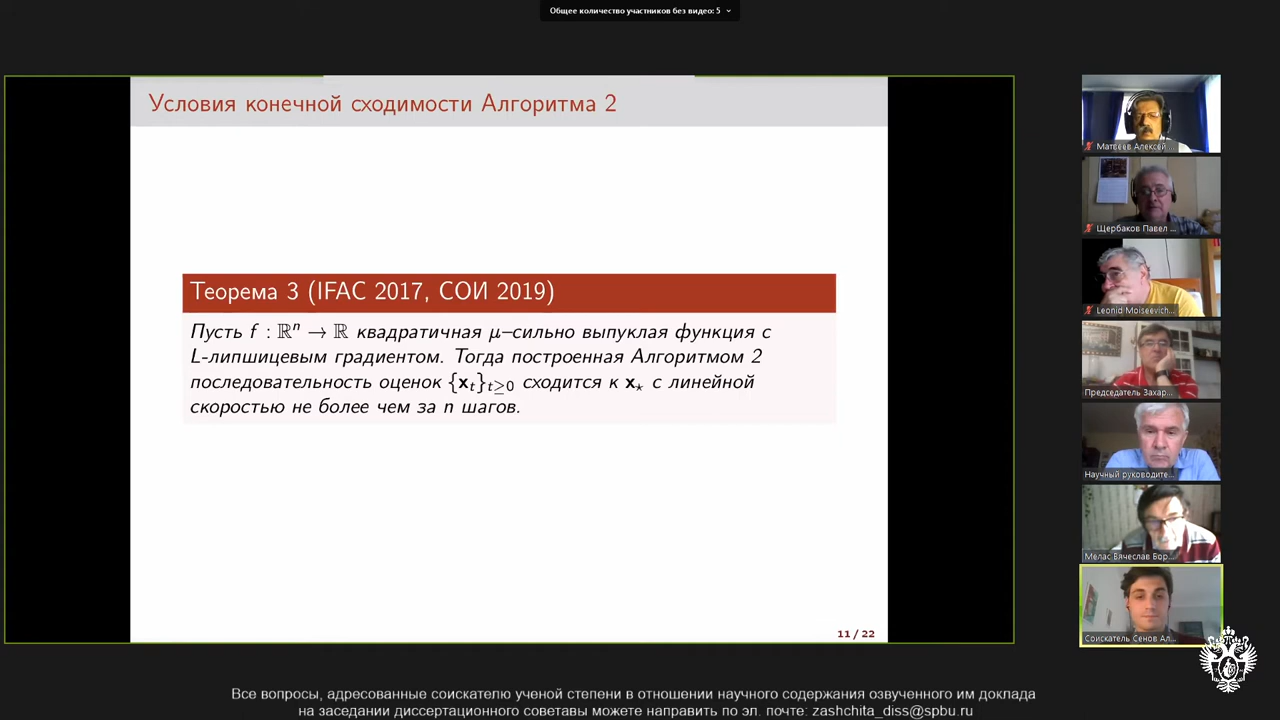 Общее количество участников без видео: 5
Условия конечной сходимости Алгоритма 2
Теорема 3 (IFAC 2017, СОИ 2019)
Пусть f : ℝⁿ → ℝ квадратичная μ–сильно выпуклая функция с
L-липшицевым градиентом. Тогда построенная Алгоритмом 2
последовательность оценок {x_t}_{t≥0} сходится к x_⋆ с линейной
скоростью не более чем за n шагов.
11 / 22
Матвеев Алексей ...
Щербаков Павел ...
Leonid Moiseevich...
Председатель Захар...
Научный руководите...
Мелас Вячеслав Бор...
Соискатель Сенов Ал...
Все вопросы, адресованные соискателю ученой степени в отношении научного содержания озвученного им доклада
на заседании диссертационного советавы можете направить по эл. почте: zashchita_diss@spbu.ru